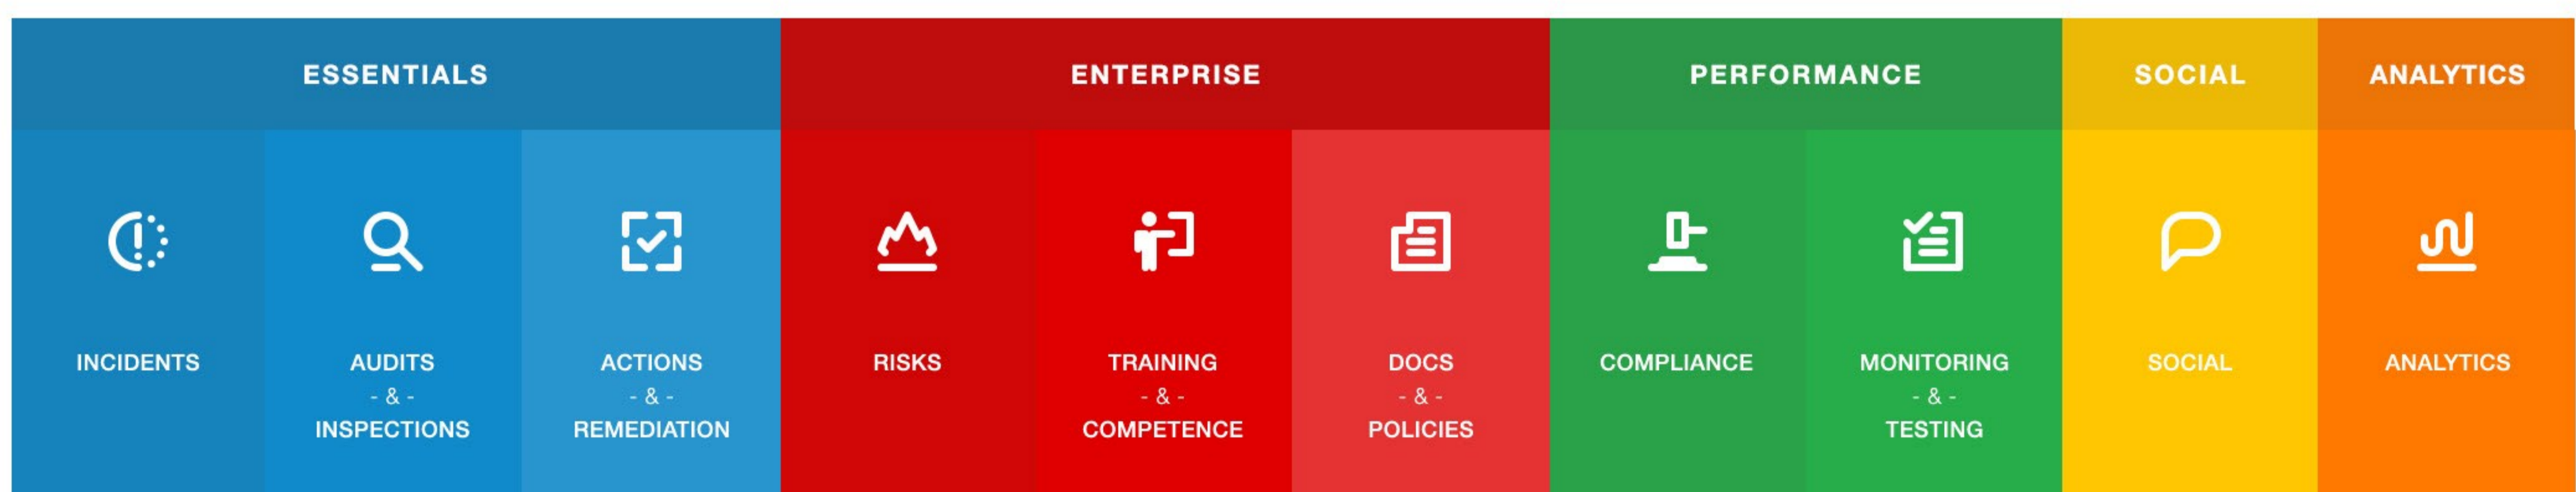 ESSENTIALS
ENTERPRISE
PERFORMANCE
SOCIAL
ANALYTICS
INCIDENTS
AUDITS
- & -
INSPECTIONS
ACTIONS
- & -
REMEDIATION
RISKS
TRAINING
- & -
COMPETENCE
DOCS
- & -
POLICIES
COMPLIANCE
MONITORING
- & -
TESTING
SOCIAL
ANALYTICS